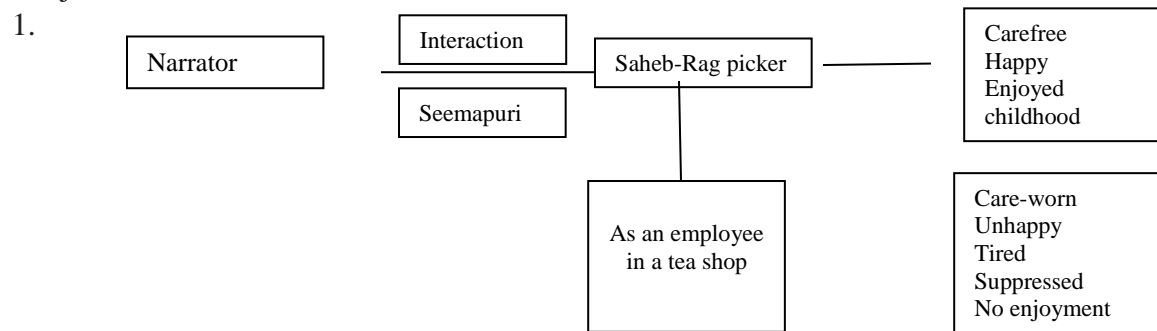 1.
Narrator
Interaction
Seemapuri
Saheb-Rag picker
Carefree
Happy
Enjoyed
childhood
As an employee
in a tea shop
Care-worn
Unhappy
Tired
Suppressed
No enjoyment